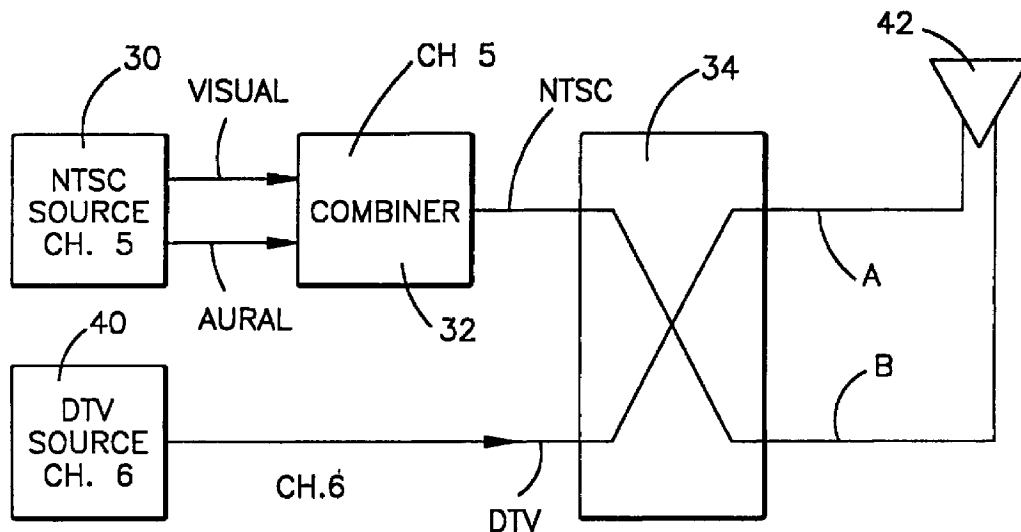 42
30
CH 5
34
VISUAL
NTSC
NTSC
SOURCE
CH. 5
COMBINER
A
AURAL
32
40
B
DTV
SOURCE
CH. 6
CH.6
DTV